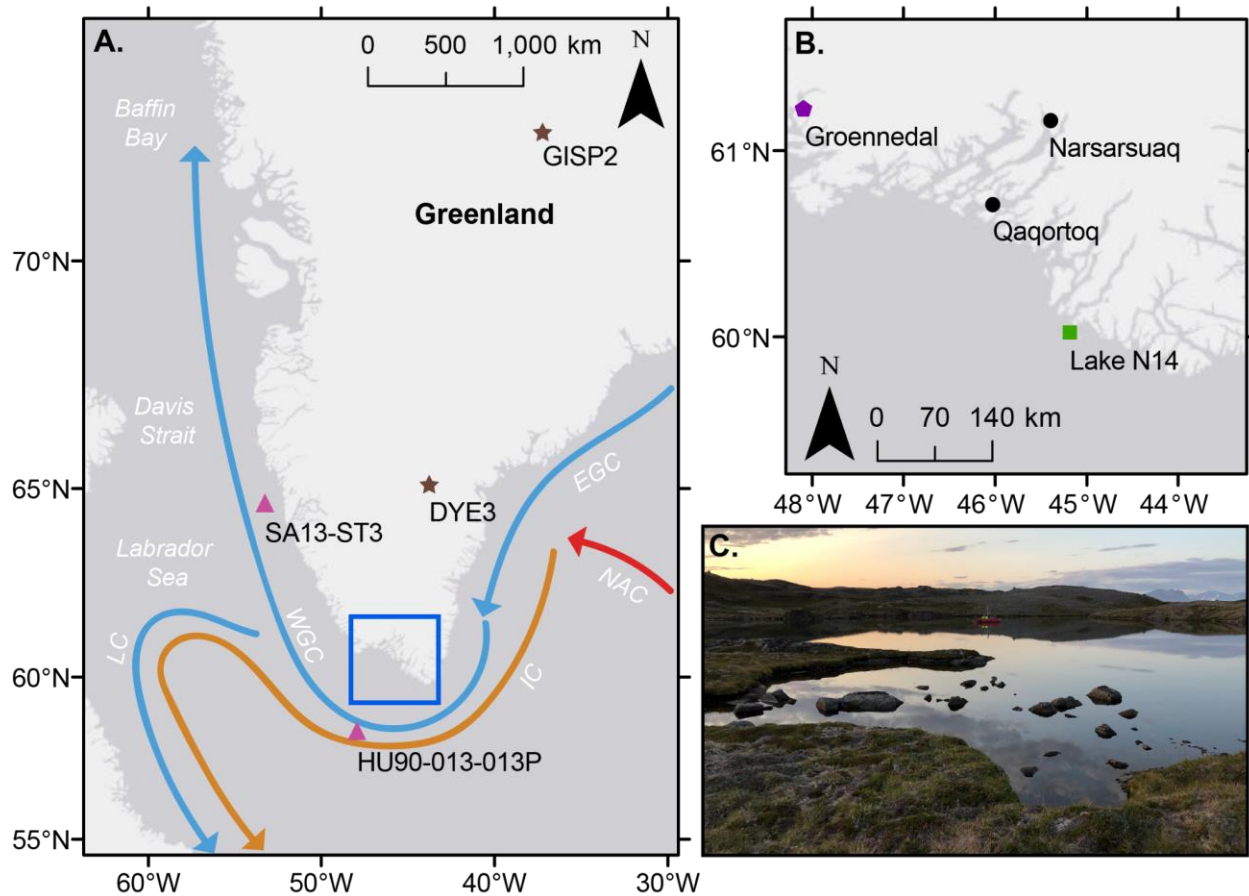 A.
0 500 1,000 km
N
Baffin
Bay
GISP2
Greenland
70°N
Davis
Strait
EGC
DYE3
65°N
SA13-ST3
NAC
Labrador
Sea
WGC
LC
IC
60°N
HU90-013-013P
55°N
60°W 50°W 40°W 30°W
B.
Groennedal
Narsarsuaq
61°N
Qaqortoq
60°N
Lake N14
N
0 70 140 km
48°W 47°W 46°W 45°W 44°W
C.